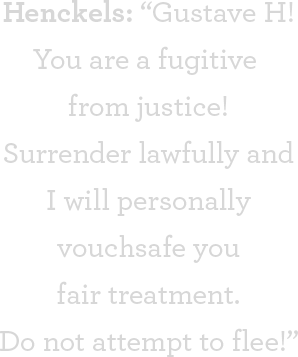 Henckels: “Gustave H!
You are a fugitive
from justice!
Surrender lawfully and
I will personally
vouchsafe you
fair treatment.
Do not attempt to flee!”